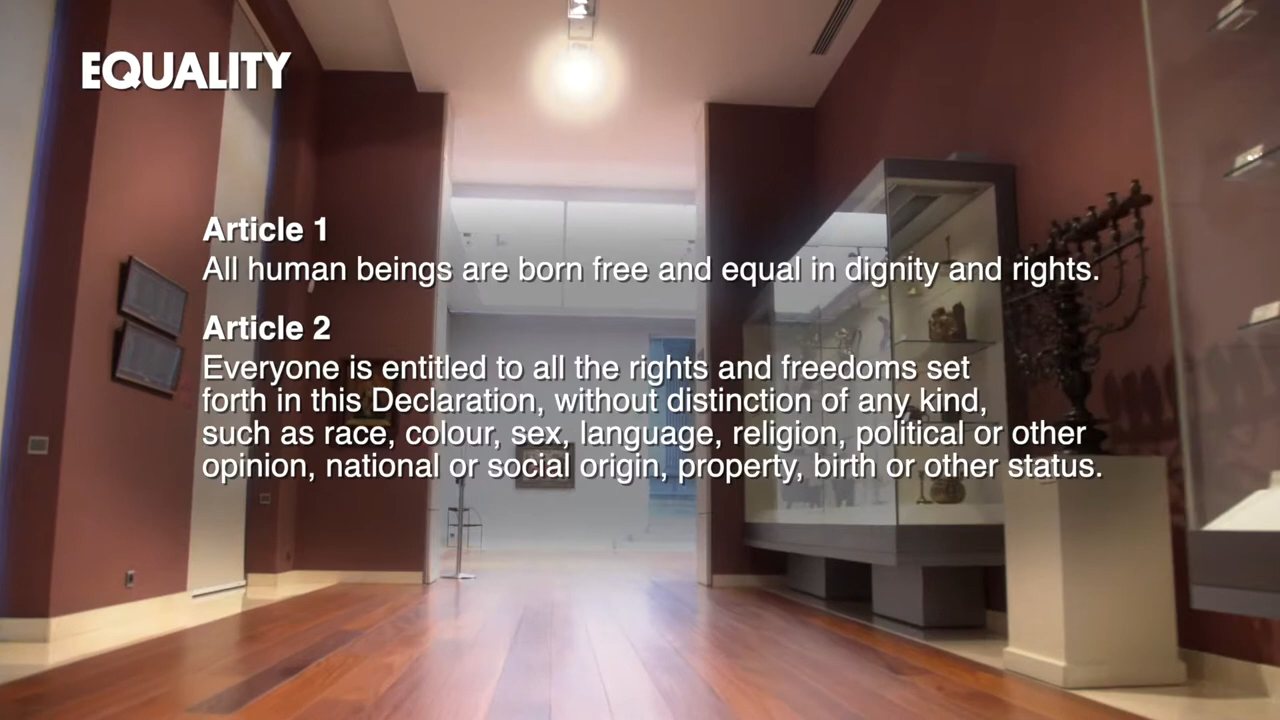 EQUALITY
Article 1
All human beings are born free and equal in dignity and rights.
Article 2
Everyone is entitled to all the rights and freedoms set
forth in this Declaration, without distinction of any kind,
such as race, colour, sex, language, religion, political or other
opinion, national or social origin, property, birth or other status.